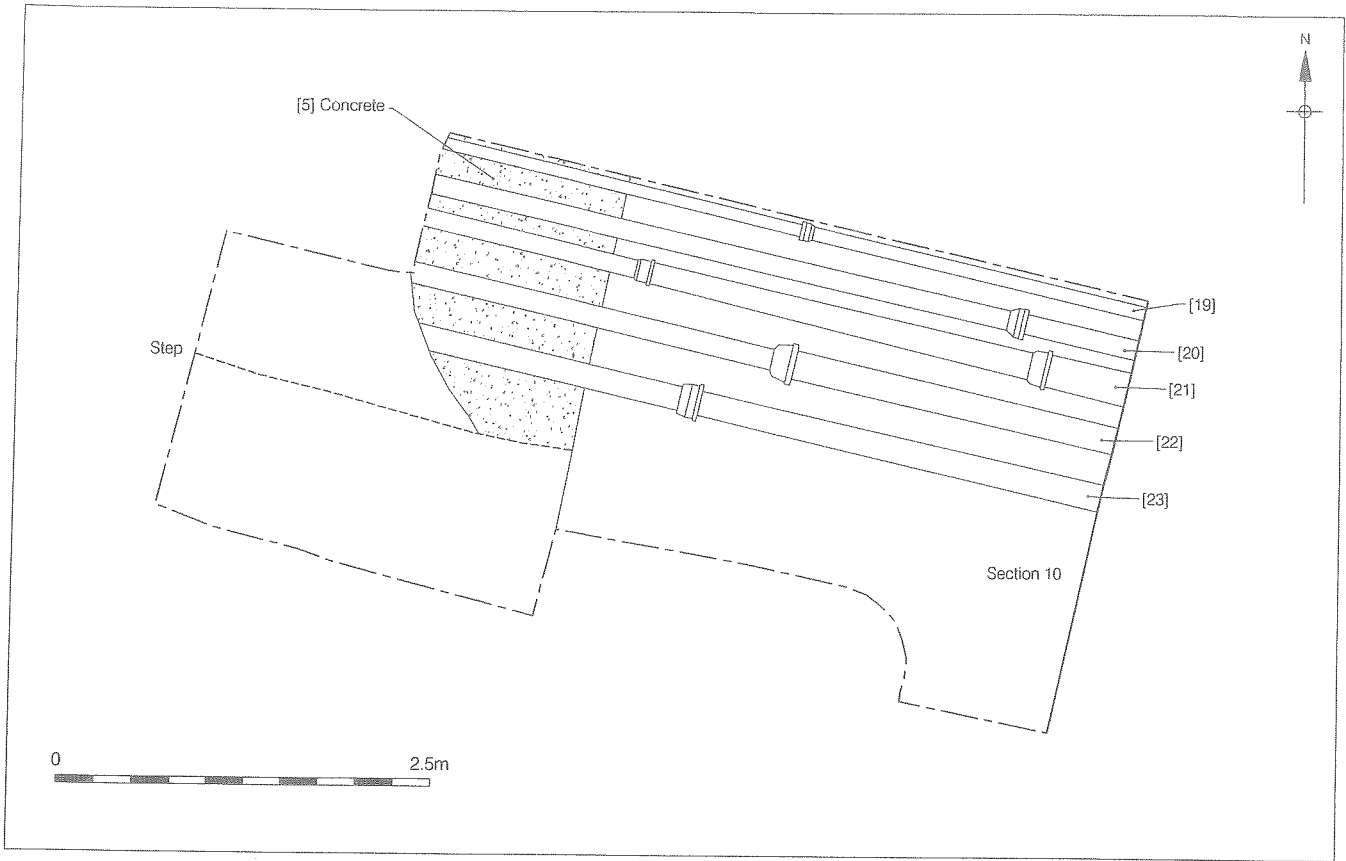 N
[5] Concrete
[19]
[20]
Step
[21]
[22]
[23]
Section 10
0 2.5m